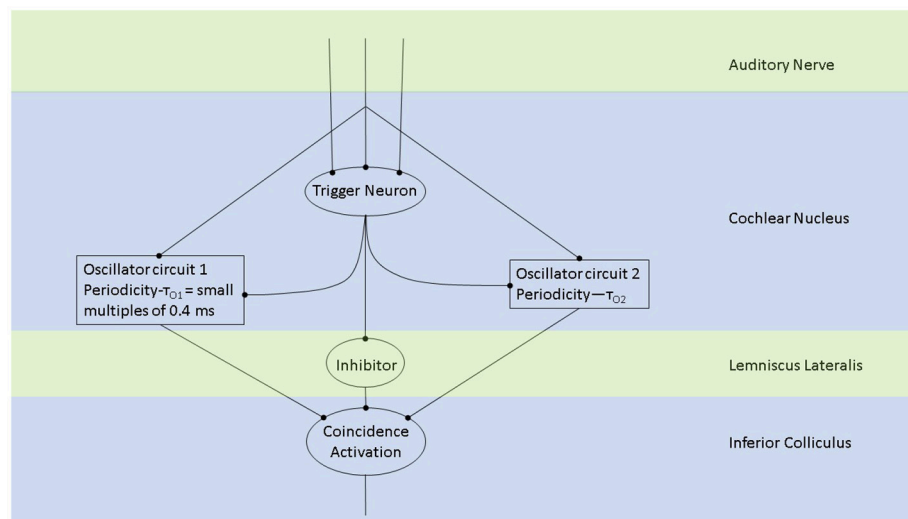 Auditory Nerve
Trigger Neuron
Cochlear Nucleus
Oscillator circuit 1
Periodicity-τO1 = small
multiples of 0.4 ms
Oscillator circuit 2
Periodicity—τO2
Inhibitor
Lemniscus Lateralis
Coincidence
Activation
Inferior Colliculus